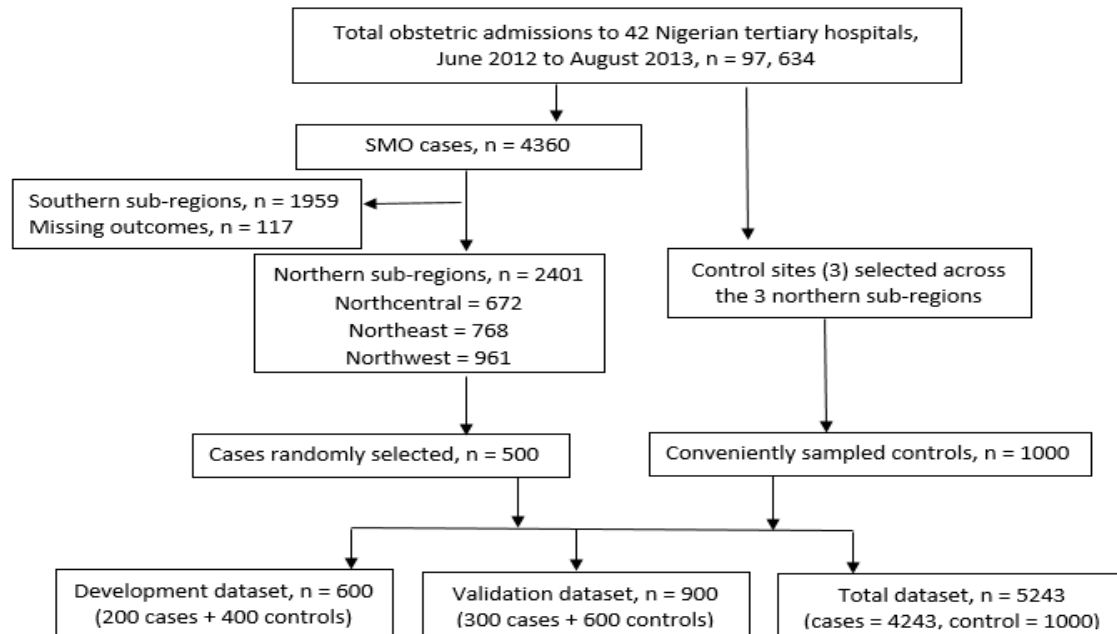 Total obstetric admissions to 42 Nigerian tertiary hospitals,
June 2012 to August 2013, n = 97, 634
SMO cases, n = 4360
Southern sub-regions, n = 1959
Missing outcomes, n = 117
Northern sub-regions, n = 2401
Northcentral = 672
Northeast = 768
Northwest = 961
Control sites (3) selected across
the 3 northern sub-regions
Cases randomly selected, n = 500
Conveniently sampled controls, n = 1000
Development dataset, n = 600
(200 cases + 400 controls)
Validation dataset, n = 900
(300 cases + 600 controls)
Total dataset, n = 5243
(cases = 4243, control = 1000)